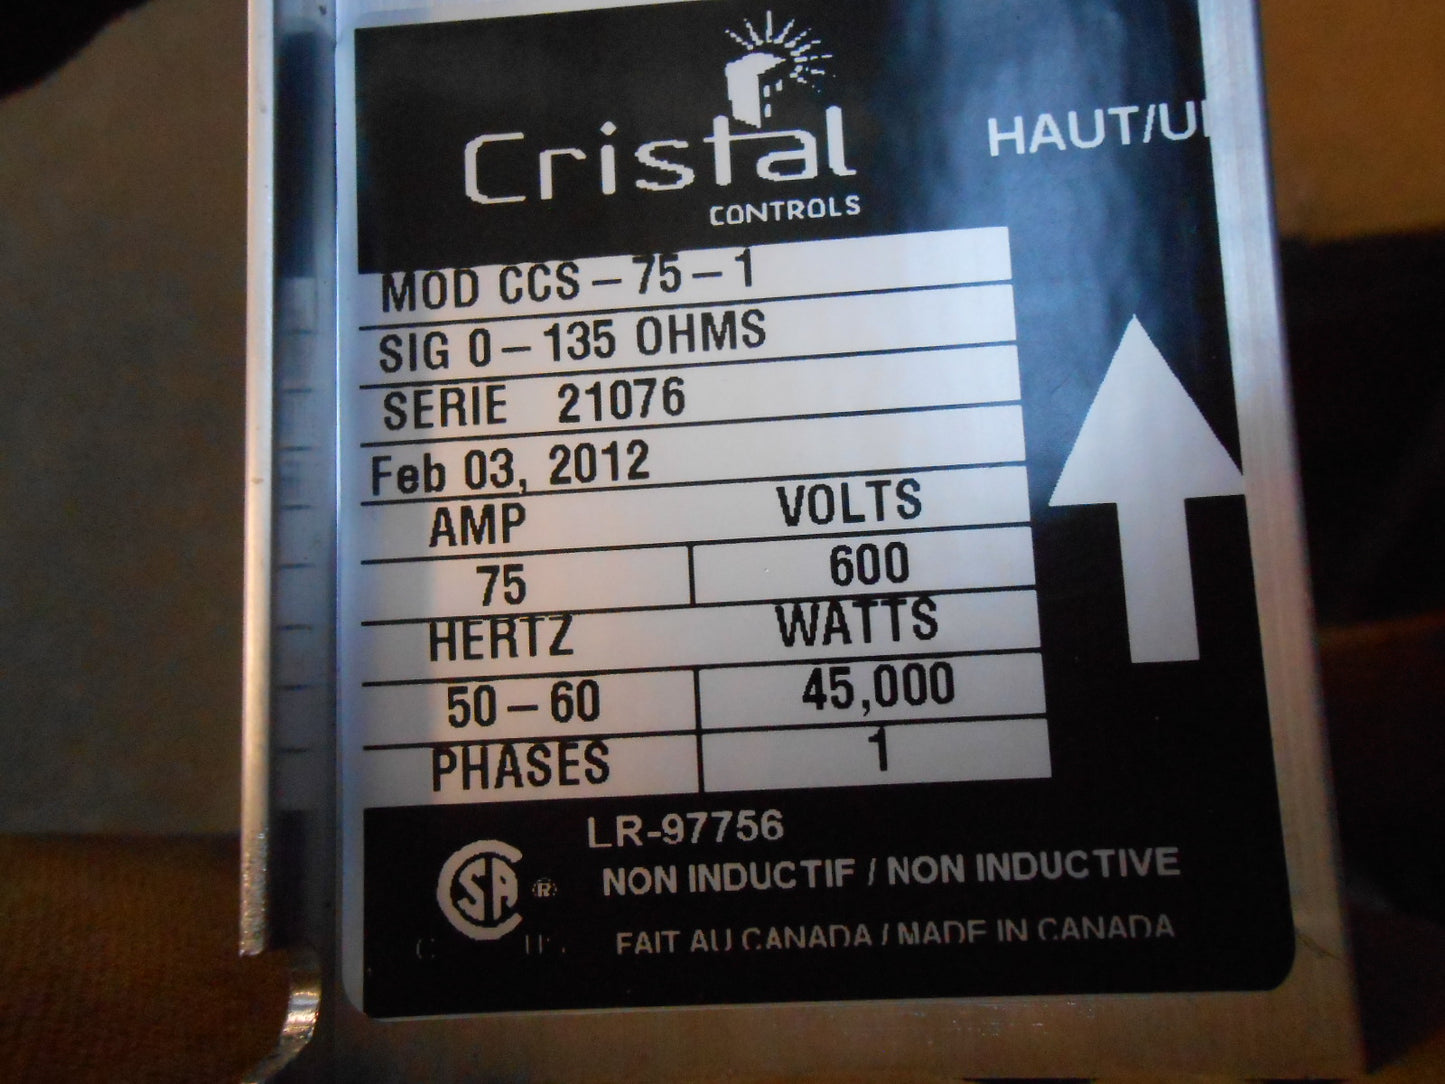 Cristal
CONTROLS
HAUT/U
MOD CCS-75-1
SIG 0-135 OHMS
SERIE 21076
Feb 03, 2012
AMP VOLTS
75 600
HERTZ WATTS
50-60 45,000
PHASES 1
LR-97756
CSA ®
NON INDUCTIF / NON INDUCTIVE
FAIT AU CANADA / MADE IN CANADA